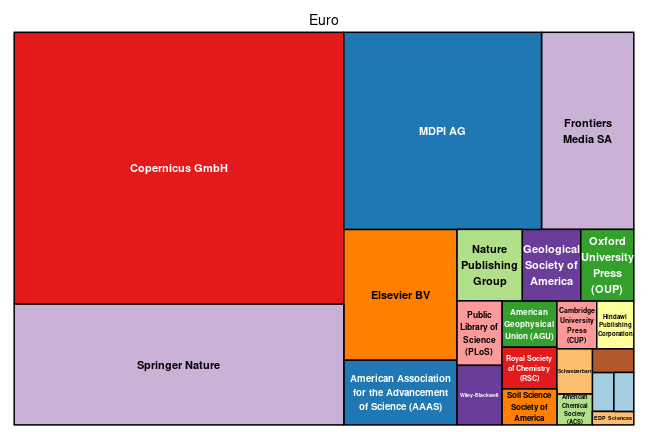 Euro
Copernicus GmbH
MDPI AG
Frontiers
Media SA
Springer Nature
Elsevier BV
American Association
for the Advancement
of Science (AAAS)
Nature
Publishing
Group
Geological
Society of
America
Oxford
University
Press
(OUP)
Public
Library of
Science
(PLoS)
Wiley-Blackwell
American
Geophysical
Union (AGU)
Royal Society
of Chemistry
(RSC)
Soil Science
Society of
America
Cambridge
University
Press
(CUP)
Hindawi
Publishing
Corporation
American
Chemical
Society
(ACS)
EDP Sciences